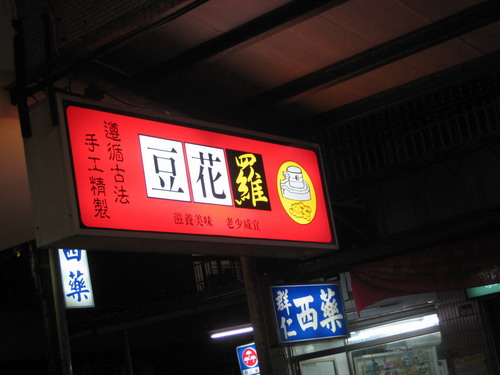 遵循古法
手工精製
豆花羅
滋養美味 老少咸宜
西藥
群仁西藥